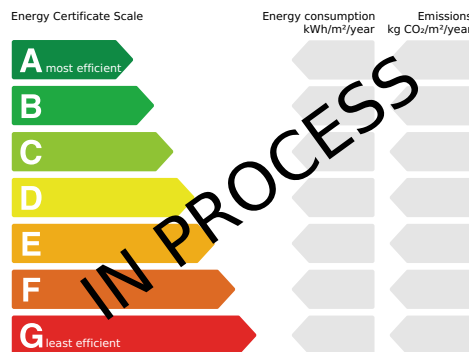 Energy Certificate Scale
Energy consumption
kWh/m²/year
Emissions
kg CO₂/m²/year
A most efficient
B
C
D
E
F
G least efficient
IN PROCESS